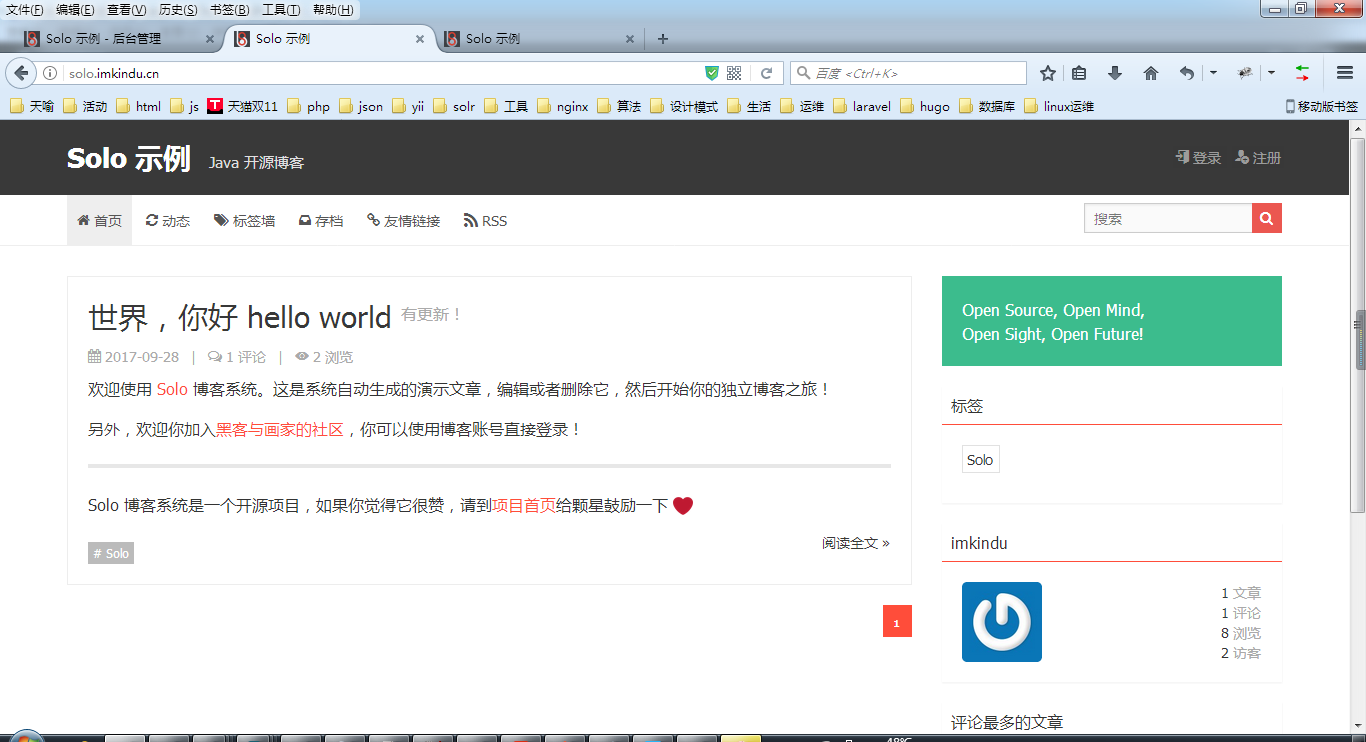 文件(F) 编辑(E) 查看(V) 历史(S) 书签(B) 工具(T) 帮助(H)
Solo 示例 - 后台管理 Solo 示例 Solo 示例
solo.imkindu.cn 百度 <Ctrl+K>
天喻 活动 html js T 天猫双11 php json yii solr 工具 nginx 算法 设计模式 生活 运维 laravel hugo 数据库 linux运维 移动版书签
Solo 示例 Java 开源博客 登录 注册
首页 动态 标签墙 存档 友情链接 RSS 搜索
世界，你好 hello world 有更新！
2017-09-28 | 1 评论 | 2 浏览
欢迎使用 Solo 博客系统。这是系统自动生成的演示文章，编辑或者删除它，然后开始你的独立博客之旅！
另外，欢迎你加入黑客与画家的社区，你可以使用博客账号直接登录！
Solo 博客系统是一个开源项目，如果你觉得它很赞，请到项目首页给颗星鼓励一下
阅读全文 »
# Solo
1
Open Source, Open Mind,
Open Sight, Open Future!
标签
Solo
imkindu
1 文章
1 评论
8 浏览
2 访客
评论最多的文章